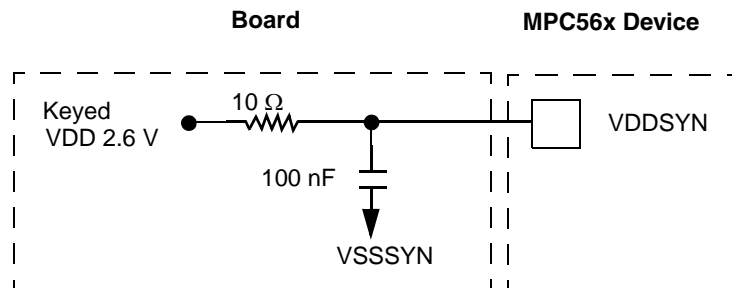 Board
MPC56x Device
Keyed
VDD 2.6 V
10 Ω
100 nF
VSSSYN
VDDSYN